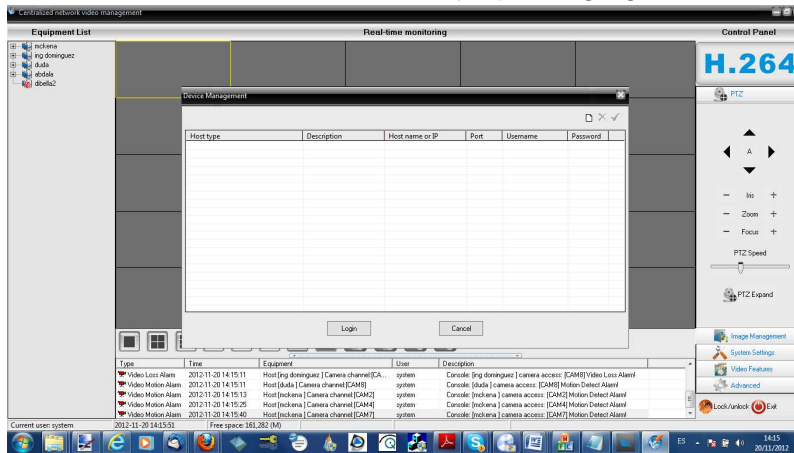 Centralized network video management
Equipment List
Real-time monitoring
Control Panel
mckena
ing dominguez
duda
abdala
dibella2
H.264
PTZ
A
Iris
Zoom
Focus
PTZ Speed
PTZ Expand
Image Management
System Settings
Video Features
Advanced
Lock/unlock
Exit
Device Management
Host type Description Host name or IP Port Username Password
Login Cancel
Type Time Equipment User Description
Video Loss Alarm 2012-11-20 14:15:11 Host:[ing dominguez ] Camera channel:[CA... system Console: [ing dominguez ] camera access: [CAM8] Video Loss Alarm!
Video Motion Alarm 2012-11-20 14:15:11 Host:[duda ] Camera channel:[CAM8] system Console: [duda ] camera access: [CAM8] Motion Detect Alarm!
Video Motion Alarm 2012-11-20 14:15:13 Host:[mckena ] Camera channel:[CAM2] system Console: [mckena ] camera access: [CAM2] Motion Detect Alarm!
Video Motion Alarm 2012-11-20 14:15:25 Host:[mckena ] Camera channel:[CAM4] system Console: [mckena ] camera access: [CAM4] Motion Detect Alarm!
Video Motion Alarm 2012-11-20 14:15:40 Host:[mckena ] Camera channel:[CAM7] system Console: [mckena ] camera access: [CAM7] Motion Detect Alarm!
Current user: system 2012-11-20 14:15:51 Free space: 161,282 (M)
ES
14:15
20/11/2012